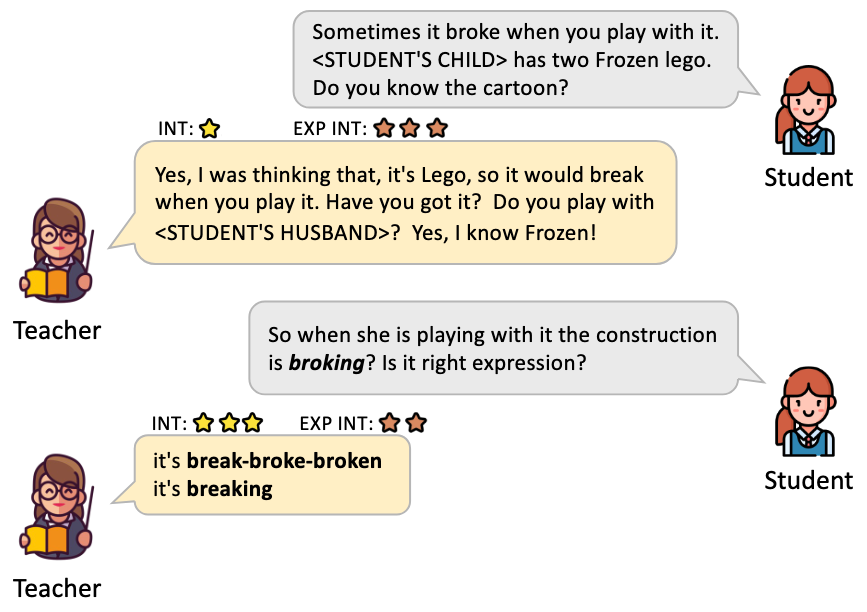 Sometimes it broke when you play with it.
<STUDENT'S CHILD> has two Frozen lego.
Do you know the cartoon?
Student
INT:
EXP INT:
Yes, I was thinking that, it's Lego, so it would break
when you play it. Have you got it? Do you play with
<STUDENT'S HUSBAND>? Yes, I know Frozen!
Teacher
So when she is playing with it the construction
is broking? Is it right expression?
Student
INT:
EXP INT:
it's break-broke-broken
it's breaking
Teacher